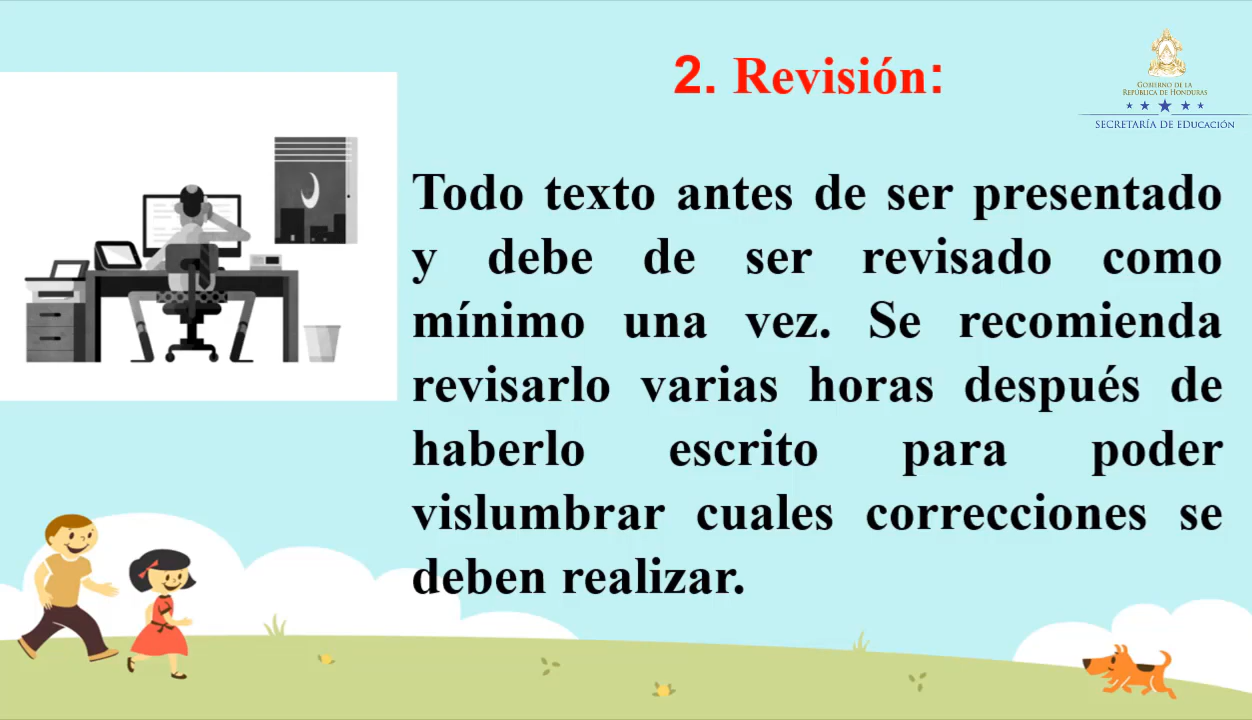 2. Revisión:
GOBIERNO DE LA
REPÚBLICA DE HONDURAS
SECRETARÍA DE EDUCACIÓN
Todo texto antes de ser presentado
y debe de ser revisado como
mínimo una vez. Se recomienda
revisarlo varias horas después de
haberlo escrito para poder
vislumbrar cuales correcciones se
deben realizar.